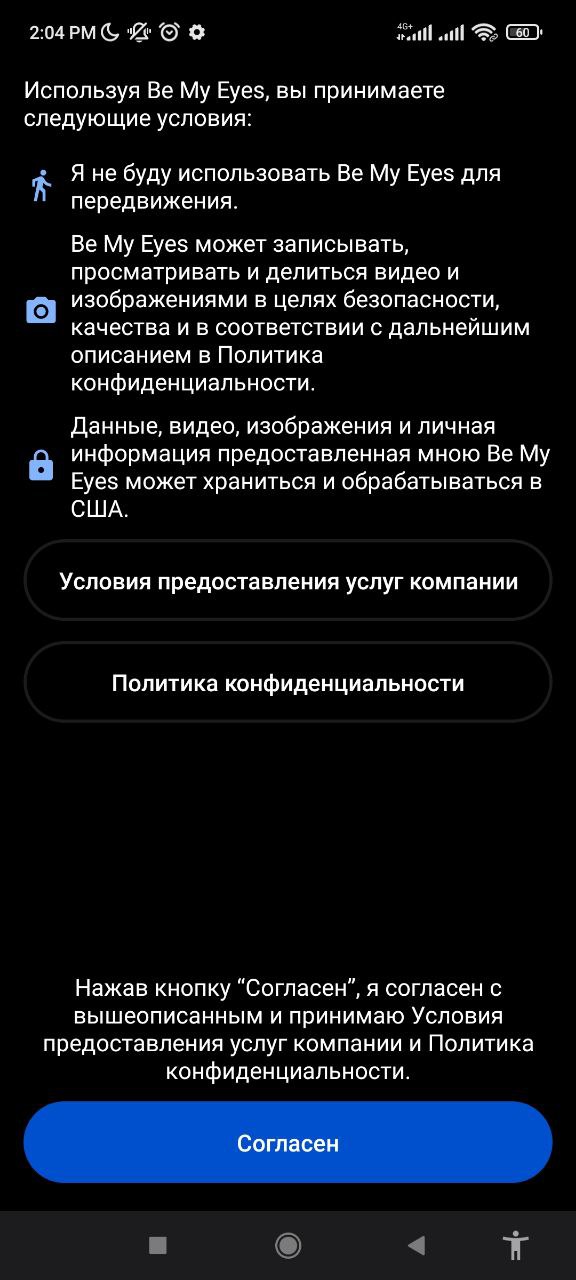 2:04 PM
4G+
60
Используя Be My Eyes, вы принимаете
следующие условия:
Я не буду использовать Be My Eyes для
передвижения.
Be My Eyes может записывать,
просматривать и делиться видео и
изображениями в целях безопасности,
качества и в соответствии с дальнейшим
описанием в Политика
конфиденциальности.
Данные, видео, изображения и личная
информация предоставленная мною Be My
Eyes может храниться и обрабатываться в
США.
Условия предоставления услуг компании
Политика конфиденциальности
Нажав кнопку “Согласен”, я согласен с
вышеописанным и принимаю Условия
предоставления услуг компании и Политика
конфиденциальности.
Согласен